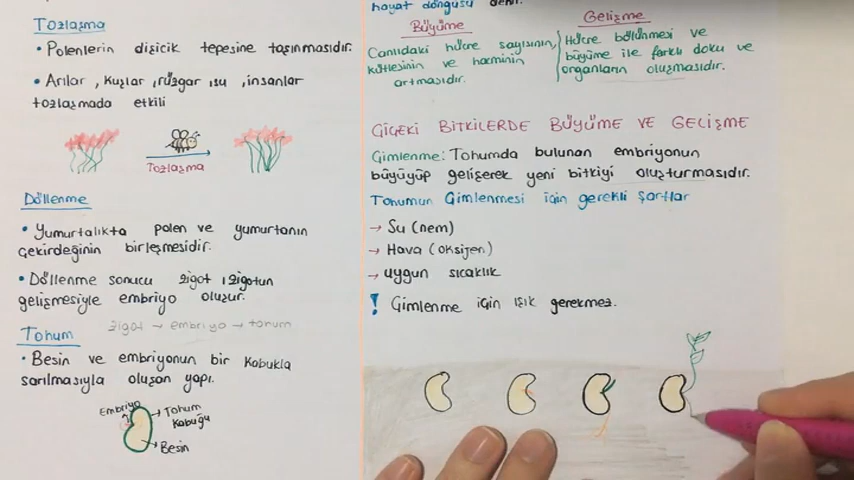 Tozlaşma
• Polenlerin dişicik tepesine taşınmasıdır.
• Arılar, kuşlar, rüzgar, su, insanlar
tozlaşmada etkili
Tozlaşma
Döllenme
• Yumurtalıkta polen ve yumurtanın
çekirdeğinin birleşmesidir.
• Döllenme sonucu zigot, zigotun
gelişmesiyle embriyo oluşur.
zigot → embriyo → tohum
Tohum
• Besin ve embriyonun bir kabukla
sarılmasıyla oluşan yapı.
Embriyo
→ Tohum
kabuğu
→ Besin
hayat döngüsü denir.
Büyüme
Canlıdaki hücre sayısının,
kütlesinin ve hacminin
artmasıdır.
Gelişme
Hücre bölünmesi ve
büyüme ile farklı doku ve
organların oluşmasıdır.
ÇİÇEKLİ BİTKİLERDE BÜYÜME VE GELİŞME
Gimlenme: Tohumda bulunan embriyonun
büyüyüp gelişerek yeni bitkiyi oluşturmasıdır.
Tohumun Gimlenmesi için gerekli şartlar
→ Su (nem)
→ Hava (oksijen)
→ uygun sıcaklık
! Gimlenme için ışık gerekmez.